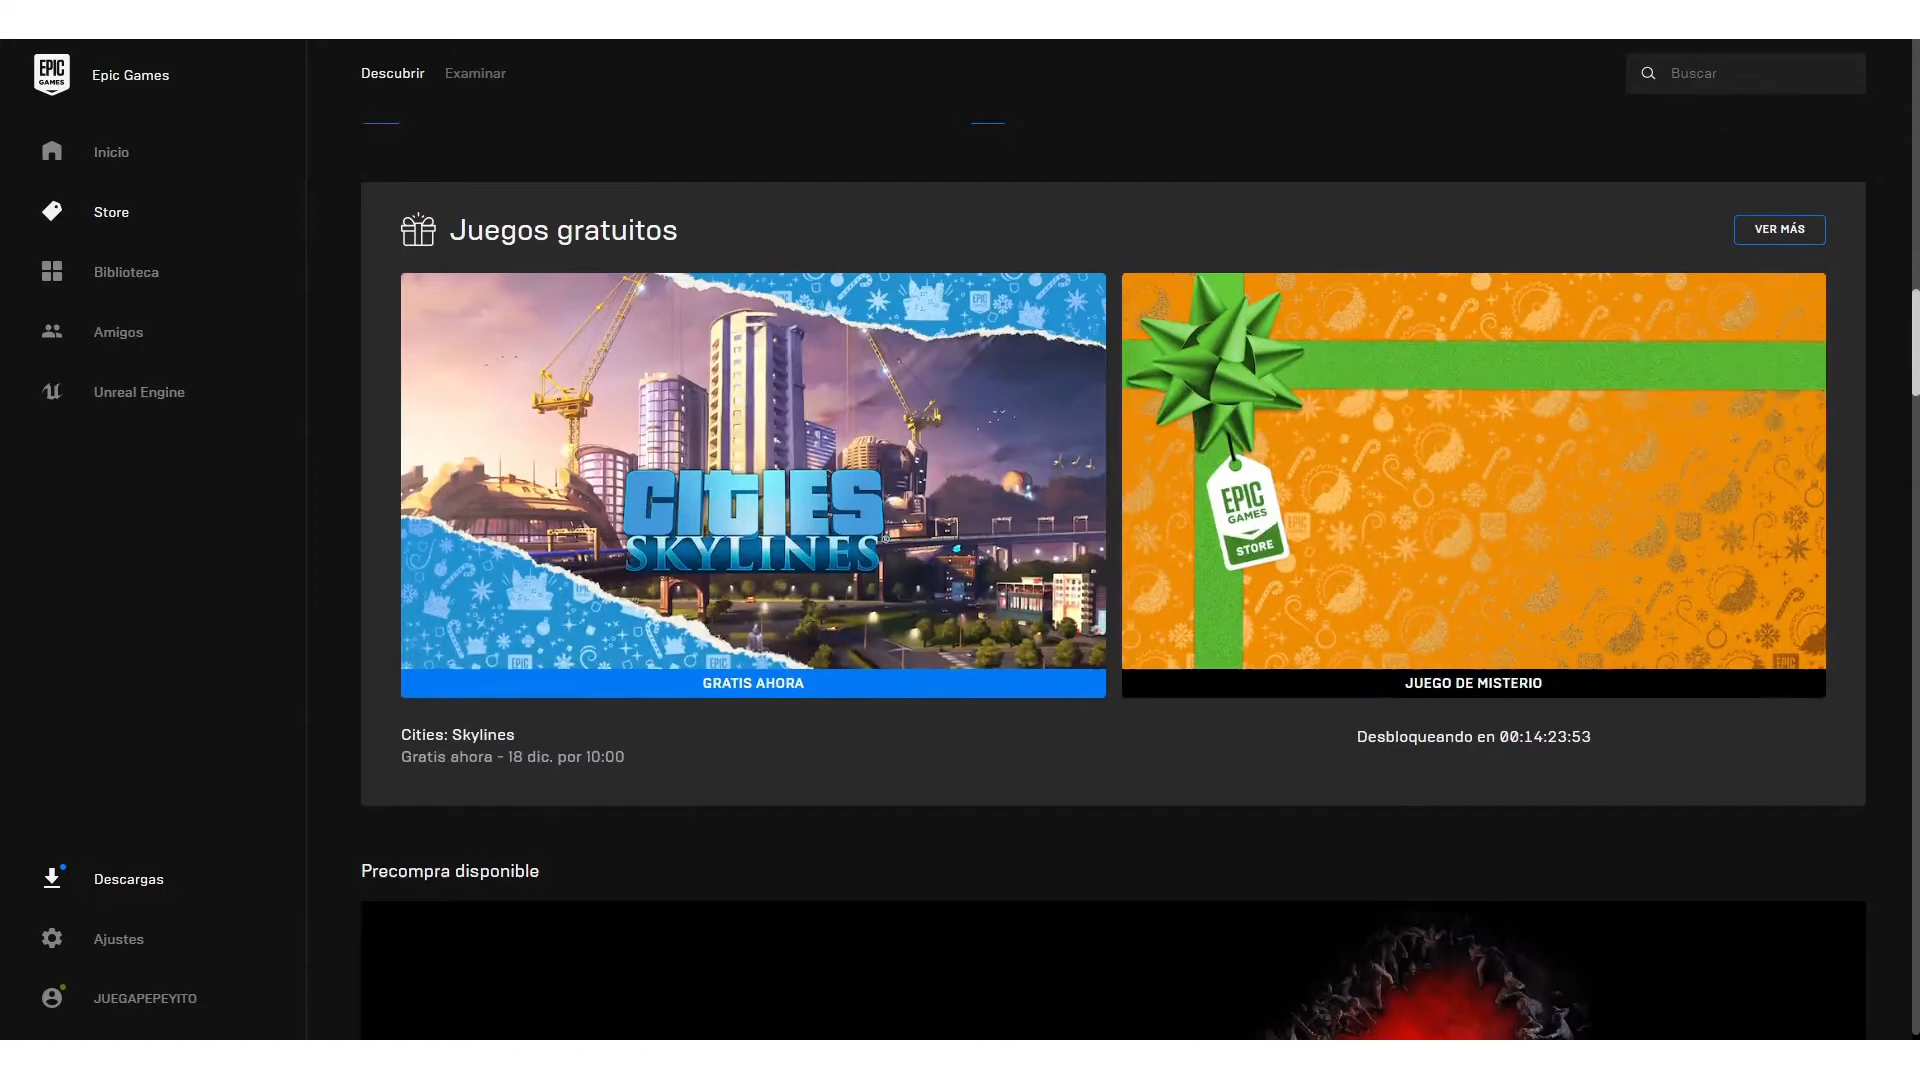 EPIC
GAMES
Epic Games
Descubrir
Examinar
Buscar
Inicio
Store
Biblioteca
Amigos
Unreal Engine
Juegos gratuitos
VER MÁS
CITIES
SKYLINES
EPIC
GAMES
STORE
GRATIS AHORA
JUEGO DE MISTERIO
Cities: Skylines
Gratis ahora - 18 dic. por 10:00
Desbloqueando en 00:14:23:53
Precompra disponible
Descargas
Ajustes
JUEGAPEPEYITO